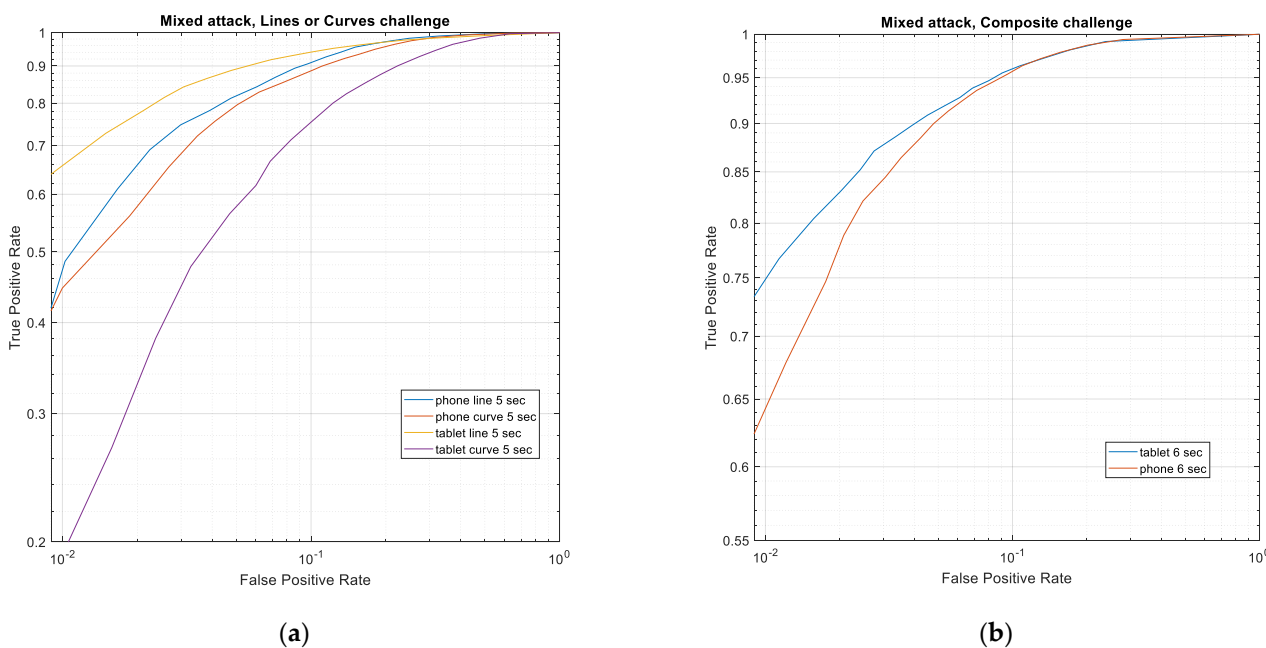 Mixed attack, Lines or Curves challenge
1
0.9
0.8
0.7
0.6
0.5
0.4
0.3
0.2
True Positive Rate
10^-2
10^-1
10^0
False Positive Rate
phone line 5 sec
phone curve 5 sec
tablet line 5 sec
tablet curve 5 sec
(a)
Mixed attack, Composite challenge
1
0.95
0.9
0.85
0.8
0.75
0.7
0.65
0.6
0.55
True Positive Rate
10^-2
10^-1
10^0
False Positive Rate
tablet 6 sec
phone 6 sec
(b)